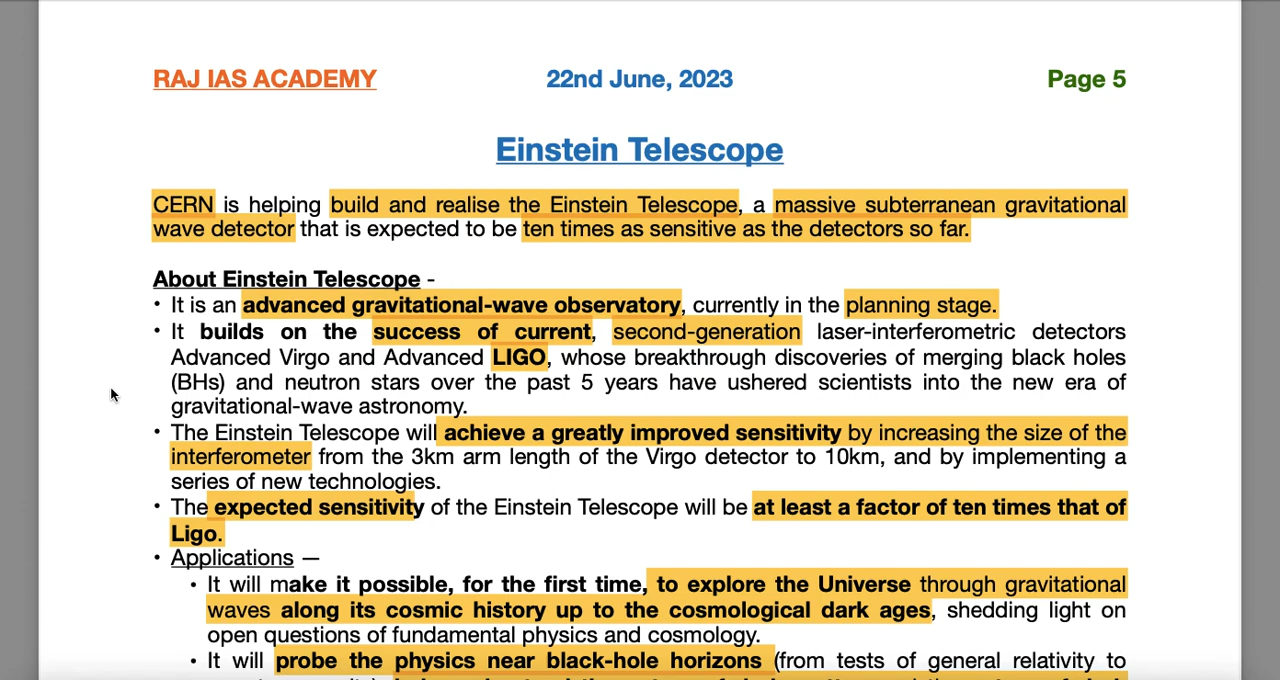 RAJ IAS ACADEMY 22nd June, 2023 Page 5
Einstein Telescope
CERN is helping build and realise the Einstein Telescope, a massive subterranean gravitational
wave detector that is expected to be ten times as sensitive as the detectors so far.
About Einstein Telescope -
• It is an advanced gravitational-wave observatory, currently in the planning stage.
• It builds on the success of current, second-generation laser-interferometric detectors
Advanced Virgo and Advanced LIGO, whose breakthrough discoveries of merging black holes
(BHs) and neutron stars over the past 5 years have ushered scientists into the new era of
gravitational-wave astronomy.
• The Einstein Telescope will achieve a greatly improved sensitivity by increasing the size of the
interferometer from the 3km arm length of the Virgo detector to 10km, and by implementing a
series of new technologies.
• The expected sensitivity of the Einstein Telescope will be at least a factor of ten times that of
Ligo.
• Applications —
• It will make it possible, for the first time, to explore the Universe through gravitational
waves along its cosmic history up to the cosmological dark ages, shedding light on
open questions of fundamental physics and cosmology.
• It will probe the physics near black-hole horizons (from tests of general relativity to